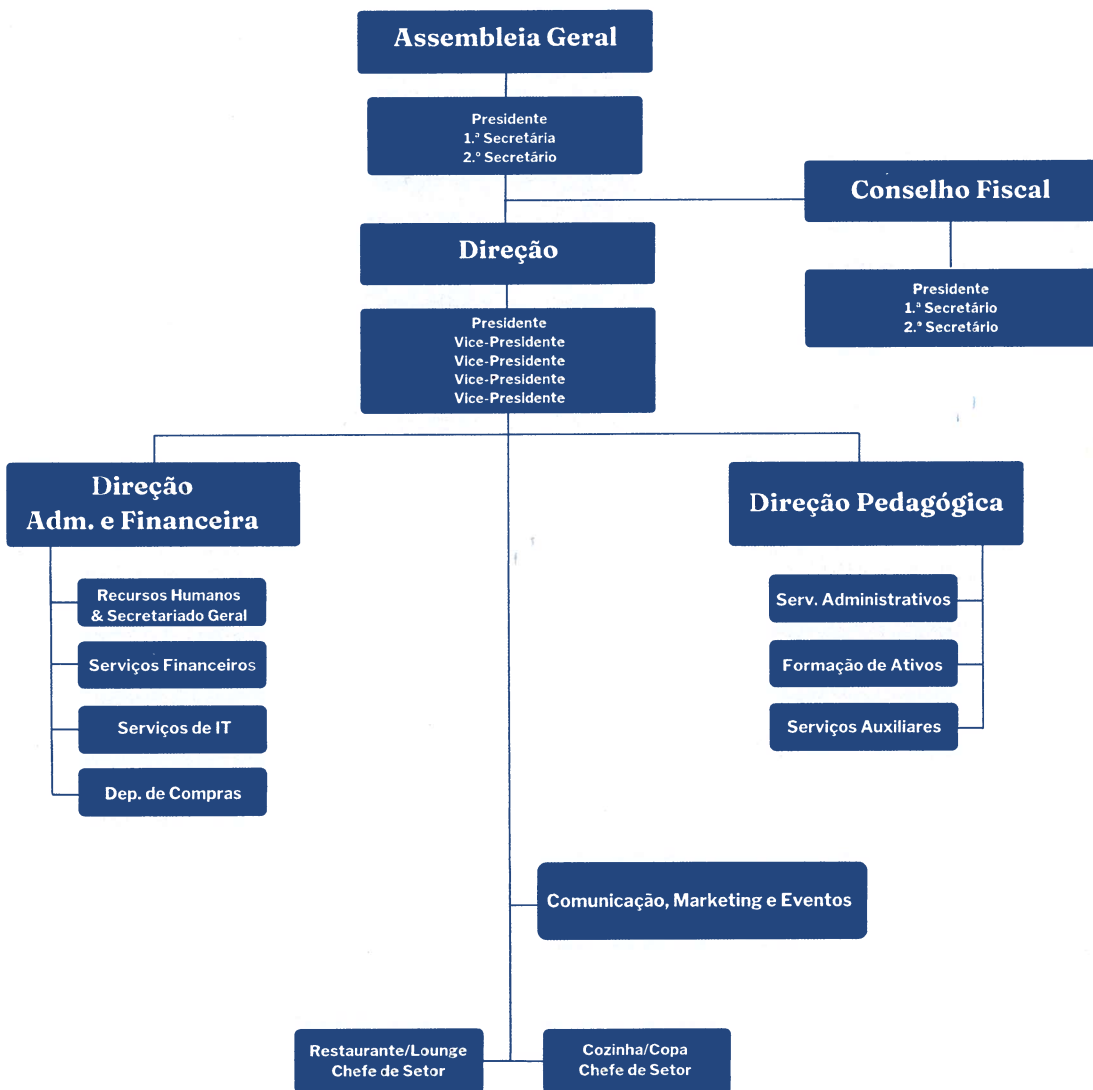 Assembleia Geral
Presidente
1.ª Secretária
2.º Secretário
Conselho Fiscal
Presidente
1.ª Secretário
2.º Secretário
Direção
Presidente
Vice-Presidente
Vice-Presidente
Vice-Presidente
Vice-Presidente
Direção
Adm. e Financeira
Recursos Humanos
& Secretariado Geral
Serviços Financeiros
Serviços de IT
Dep. de Compras
Direção Pedagógica
Serv. Administrativos
Formação de Ativos
Serviços Auxiliares
Comunicação, Marketing e Eventos
Restaurante/Lounge
Chefe de Setor
Cozinha/Copa
Chefe de Setor